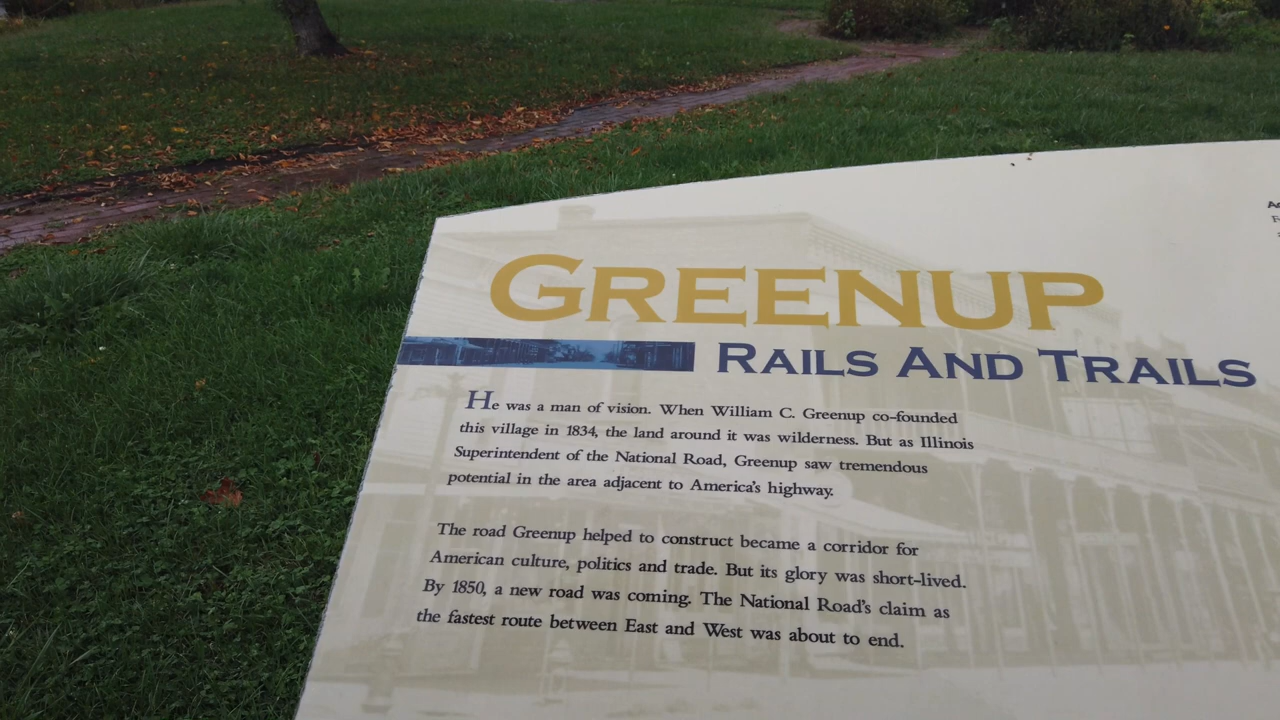 GREENUP
RAILS AND TRAILS
He was a man of vision. When William C. Greenup co-founded
this village in 1834, the land around it was wilderness. But as Illinois
Superintendent of the National Road, Greenup saw tremendous
potential in the area adjacent to America's highway.
The road Greenup helped to construct became a corridor for
American culture, politics and trade. But its glory was short-lived.
By 1850, a new road was coming. The National Road's claim as
the fastest route between East and West was about to end.